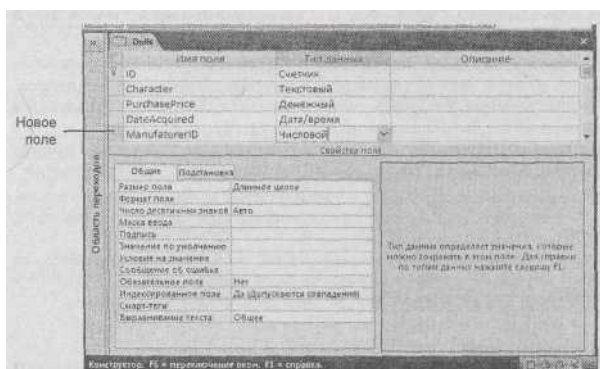 Dolls
Имя поля Тип данных Описание
ID Счетчик
Character Текстовый
PurchasePrice Денежный
DateAcquired Дата/время
ManufaturerID Числовой
Новое
поле
Свойства поля
Область переходов
Общие Подстановка
Размер поля Длинное целое
Формат поля
Число десятичных знаков Авто
Маска ввода
Подпись
Значение по умолчанию
Условие на значение
Сообщение об ошибке
Обязательное поле Нет
Индексированное поле Да (Допускаются совпадения)
Смарт-теги
Выравнивание текста Общее
Тип данных определяет значения, которые
можно сохранить в этом поле. Для справки
по типам данных нажмите клавишу F1.
Конструктор. F6 = переключение окон. F1 = справка.